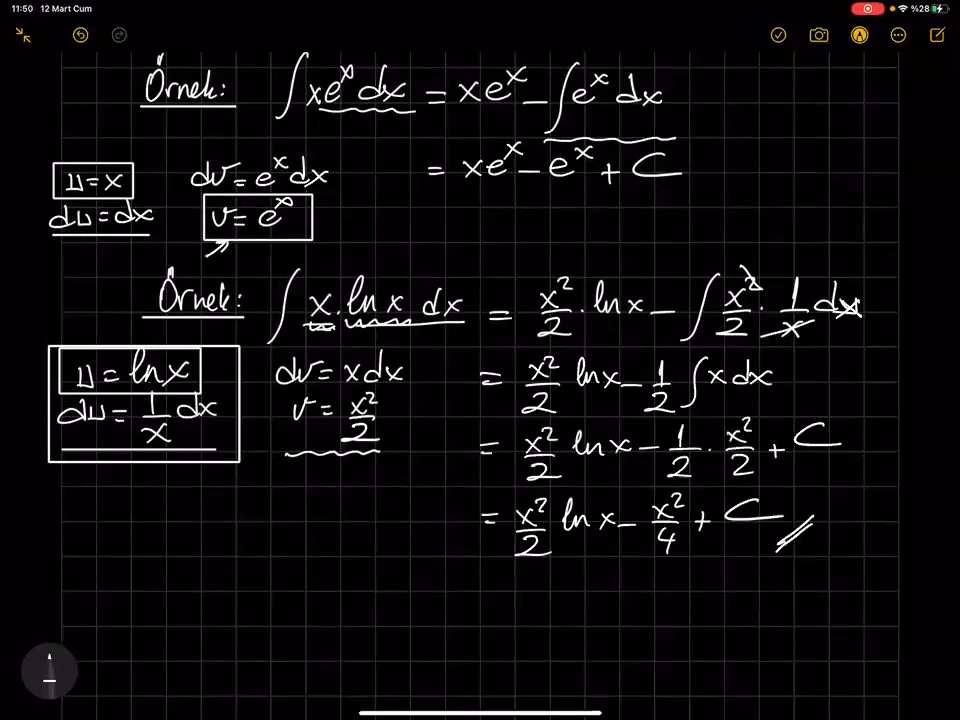 11:50 12 Mart Cum %28
Örnek: ∫xeˣdx = xeˣ - ∫eˣdx
= xeˣ - eˣ + C
u = x dv = eˣdx
du = dx v = eˣ
Örnek: ∫x.lnx dx = x²/2 . lnx - ∫x²/2 . 1/x dx
u = lnx dv = xdx = x²/2 lnx - 1/2 ∫xdx
du = 1/x dx v = x²/2
= x²/2 lnx - 1/2 . x²/2 + C
= x²/2 lnx - x²/4 + C